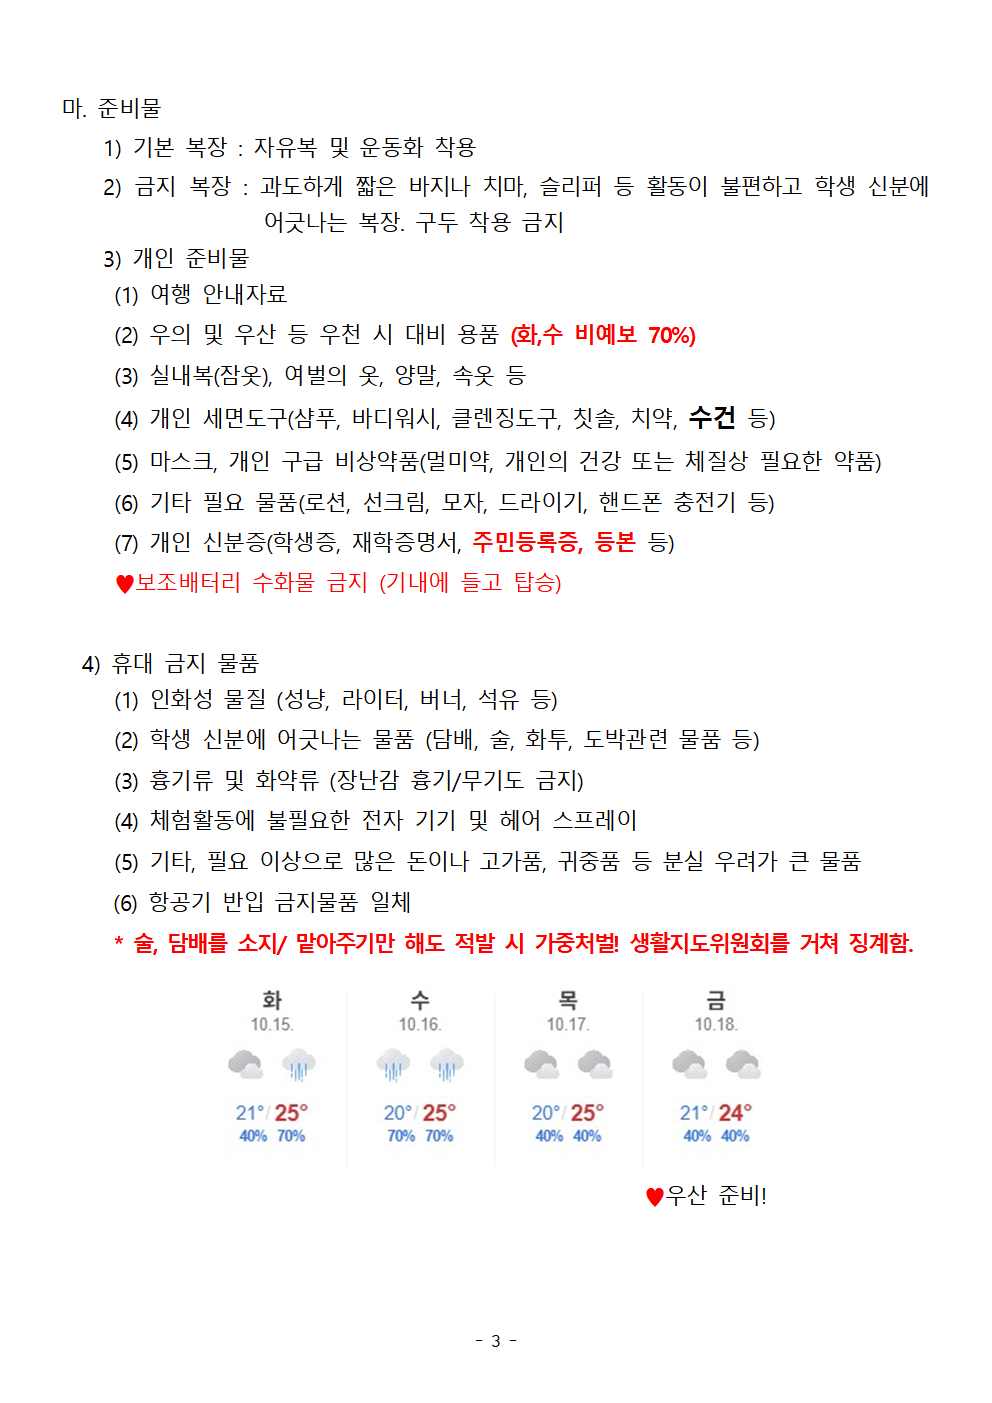 마. 준비물
1) 기본 복장 : 자유복 및 운동화 착용
2) 금지 복장 : 과도하게 짧은 바지나 치마, 슬리퍼 등 활동이 불편하고 학생 신분에
어긋나는 복장. 구두 착용 금지
3) 개인 준비물
(1) 여행 안내자료
(2) 우의 및 우산 등 우천 시 대비 용품 (화,수 비예보 70%)
(3) 실내복(잠옷), 여벌의 옷, 양말, 속옷 등
(4) 개인 세면도구(샴푸, 바디워시, 클렌징도구, 칫솔, 치약, 수건 등)
(5) 마스크, 개인 구급 비상약품(멀미약, 개인의 건강 또는 체질상 필요한 약품)
(6) 기타 필요 물품(로션, 선크림, 모자, 드라이기, 핸드폰 충전기 등)
(7) 개인 신분증(학생증, 재학증명서, 주민등록증, 등본 등)
♥보조배터리 수화물 금지 (기내에 들고 탑승)
4) 휴대 금지 물품
(1) 인화성 물질 (성냥, 라이터, 버너, 석유 등)
(2) 학생 신분에 어긋나는 물품 (담배, 술, 화투, 도박관련 물품 등)
(3) 흉기류 및 화약류 (장난감 흉기/무기도 금지)
(4) 체험활동에 불필요한 전자 기기 및 헤어 스프레이
(5) 기타, 필요 이상으로 많은 돈이나 고가품, 귀중품 등 분실 우려가 큰 물품
(6) 항공기 반입 금지물품 일체
* 술, 담배를 소지/ 맡아주기만 해도 적발 시 가중처벌! 생활지도위원회를 거쳐 징계함.
화 수 목 금
10.15. 10.16. 10.17. 10.18.
21°/25° 20°/25° 20°/25° 21°/24°
40% 70% 70% 70% 40% 40% 40% 40%
♥우산 준비!
- 3 -